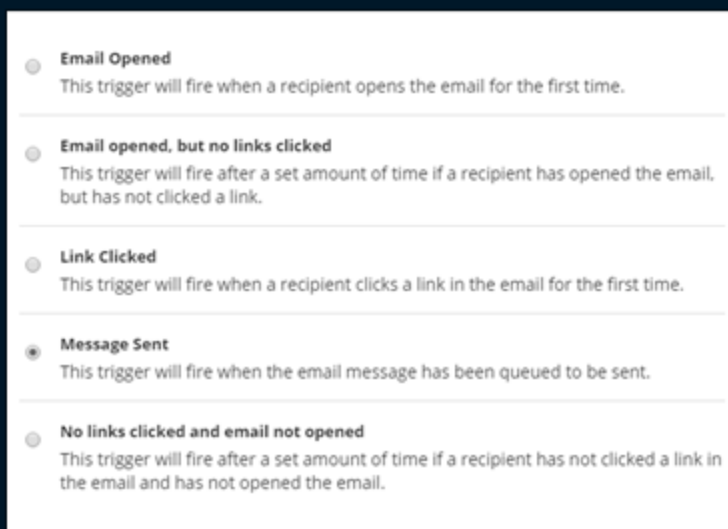 Email Opened
This trigger will fire when a recipient opens the email for the first time.
Email opened, but no links clicked
This trigger will fire after a set amount of time if a recipient has opened the email,
but has not clicked a link.
Link Clicked
This trigger will fire when a recipient clicks a link in the email for the first time.
Message Sent
This trigger will fire when the email message has been queued to be sent.
No links clicked and email not opened
This trigger will fire after a set amount of time if a recipient has not clicked a link in
the email and has not opened the email.